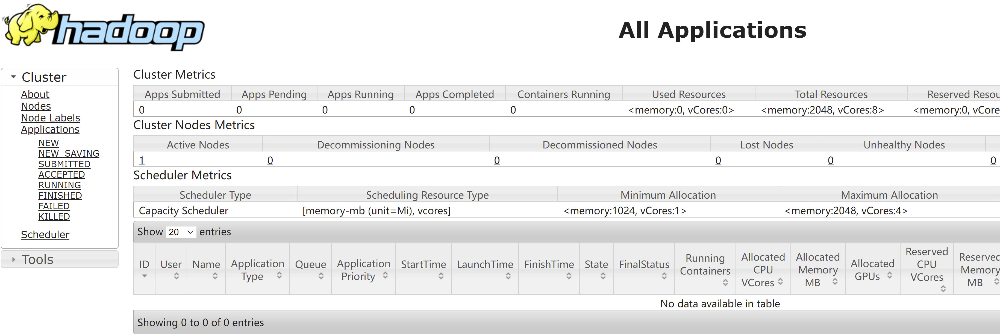 hadoop
All Applications
Cluster
About
Nodes
Node Labels
Applications
NEW
NEW_SAVING
SUBMITTED
ACCEPTED
RUNNING
FINISHED
FAILED
KILLED
Scheduler
Tools
Cluster Metrics
Apps Submitted Apps Pending Apps Running Apps Completed Containers Running Used Resources Total Resources Reserved Resou
0 0 0 0 0 <memory:0, vCores:0> <memory:2048, vCores:8> <memory:0, vCore
Cluster Nodes Metrics
Active Nodes Decommissioning Nodes Decommissioned Nodes Lost Nodes Unhealthy Nodes
1 0 0 0 0 0
Scheduler Metrics
Scheduler Type Scheduling Resource Type Minimum Allocation Maximum Allocation
Capacity Scheduler [memory-mb (unit=Mi), vcores] <memory:1024, vCores:1> <memory:2048, vCores:4>
Show 20 entries
ID User Name Application Type Queue Application Priority StartTime LaunchTime FinishTime State FinalStatus Running Containers Allocated CPU VCores Allocated Memory MB Allocated GPUs Reserved CPU VCores Reserved Memory MB
No data available in table
Showing 0 to 0 of 0 entries